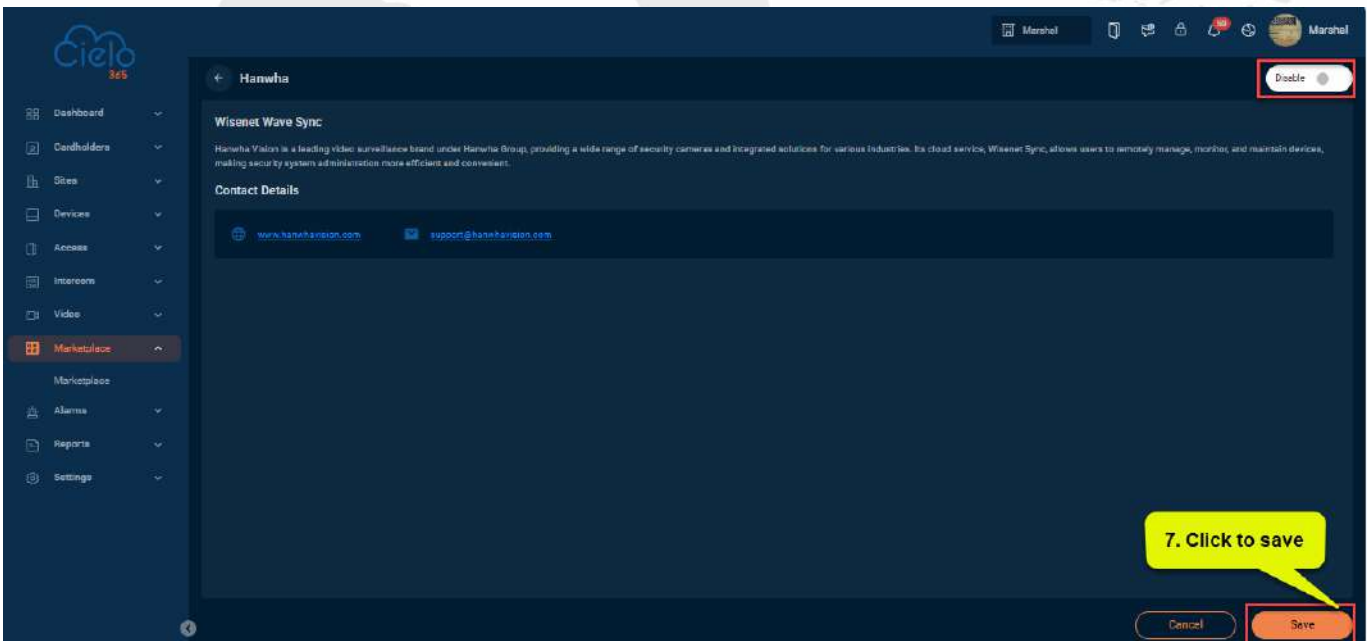 Cielo
365
Marshal
50
Marshal
Hanwha
Disable
Dashboard
Cardholders
Sites
Devices
Access
Intercom
Video
Marketplace
Marketplace
Alarms
Reports
Settings
Wisenet Wave Sync
Hanwha Vision is a leading video surveillance brand under Hanwha Group, providing a wide range of security cameras and integrated solutions for various industries. Its cloud service, Wisenet Sync, allows users to remotely manage, monitor, and maintain devices,
making security system administration more efficient and convenient.
Contact Details
www.hanwhavision.com
support@hanwhavision.com
7. Click to save
Cancel
Save